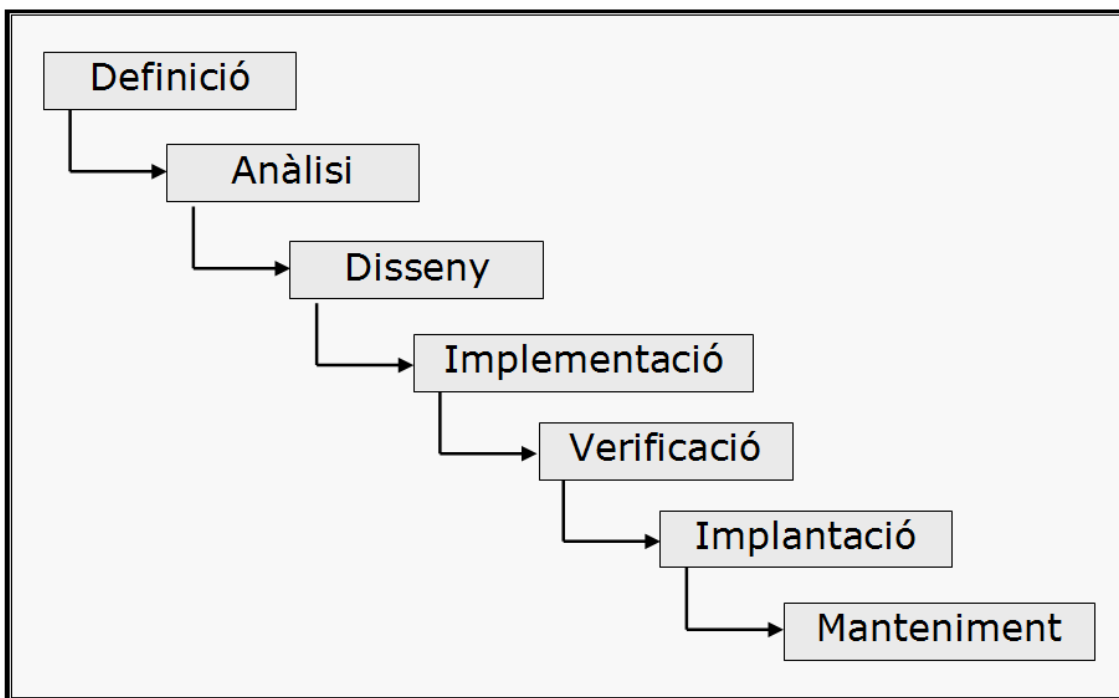 Definició
Anàlisi
Disseny
Implementació
Verificació
Implantació
Manteniment